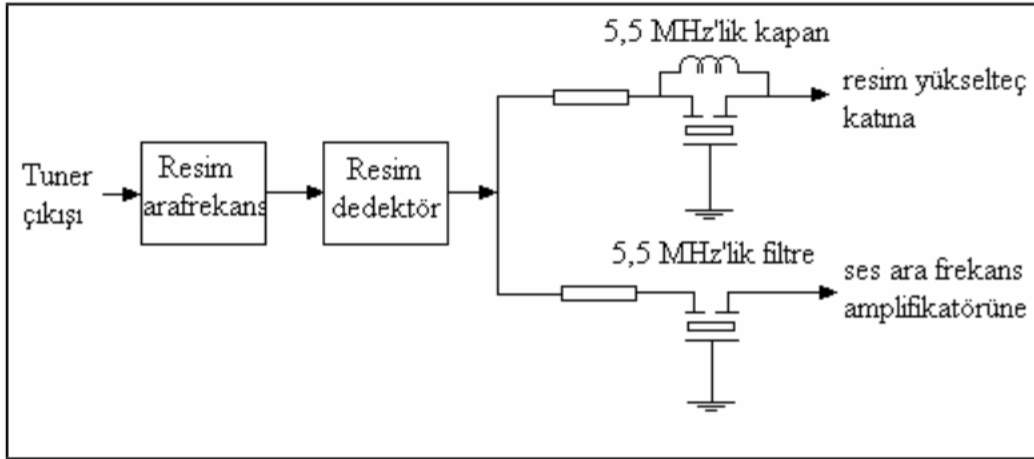 5,5 MHz'lik kapan
resim yükselteç
katına
Tuner
çıkışı
Resim
arafrekans
Resim
dedektör
5,5 MHz'lik filtre
ses ara frekans
amplifikatörüne